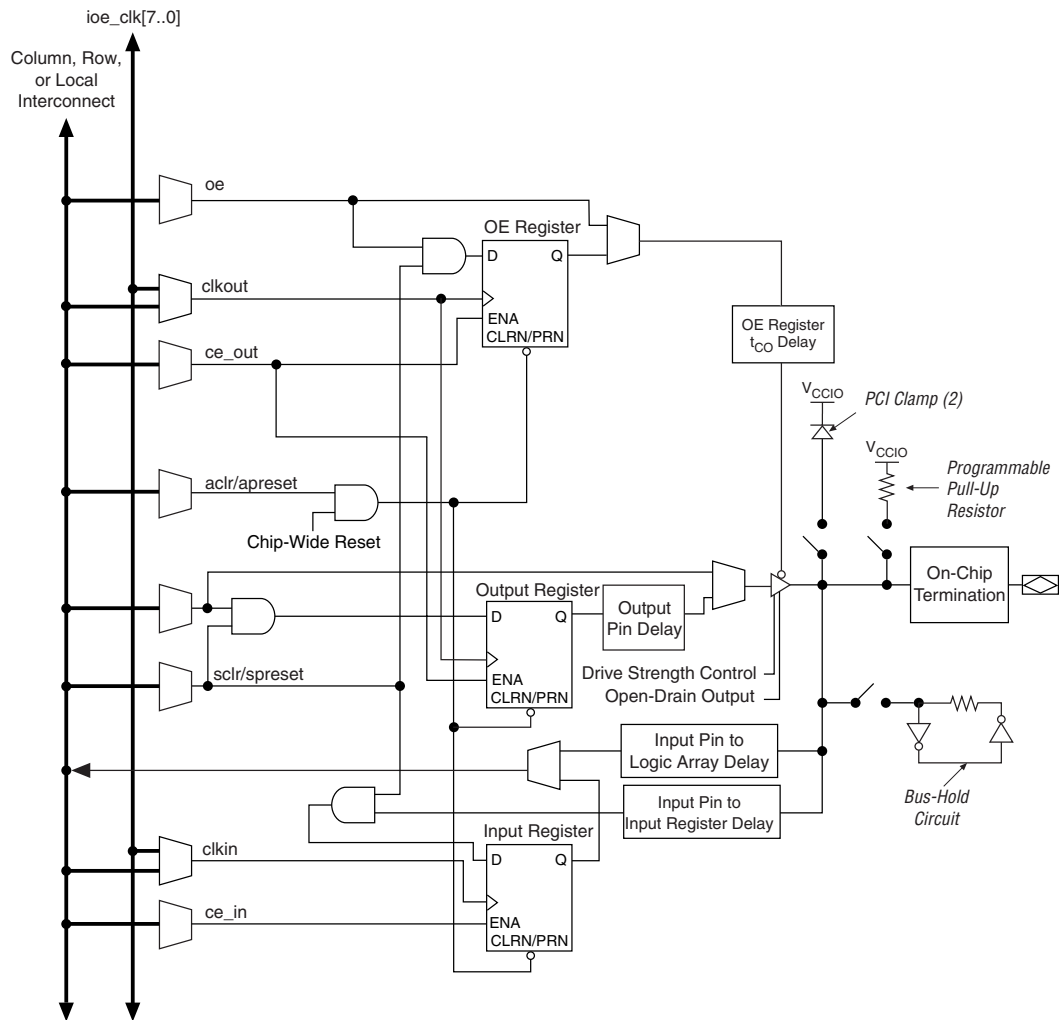 ioe_clk[7..0]
Column, Row,
or Local
Interconnect
oe
OE Register
D
Q
clkout
ENA
CLRN/PRN
OE Register
tCO Delay
ce_out
VCCIO
PCI Clamp (2)
VCCIO
Programmable
Pull-Up
Resistor
aclr/apreset
Chip-Wide Reset
Output Register
D
Q
Output
Pin Delay
On-Chip
Termination
sclr/spreset
ENA
CLRN/PRN
Drive Strength Control
Open-Drain Output
Input Pin to
Logic Array Delay
Input Pin to
Input Register Delay
Bus-Hold
Circuit
Input Register
D
Q
clkin
ce_in
ENA
CLRN/PRN